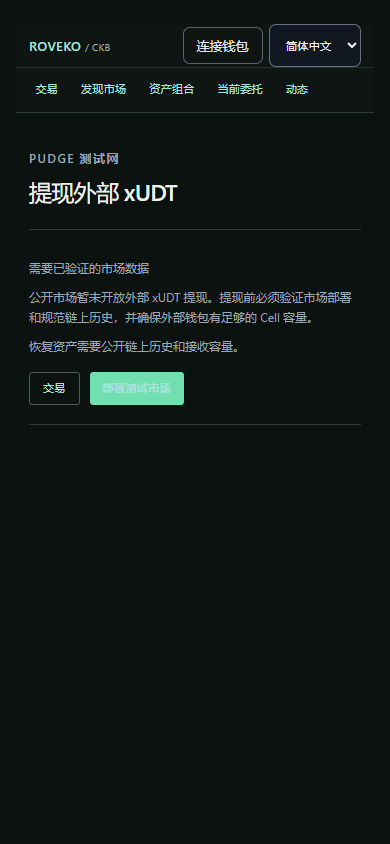 ROVEKO / CKB
连接钱包
简体中文
交易 发现市场 资产组合 当前委托 动态
PUDGE 测试网
提现外部 xUDT
需要已验证的市场数据
公开市场暂未开放外部 xUDT 提现。提现前必须验证市场部署
和规范链上历史，并确保外部钱包有足够的 Cell 容量。
恢复资产需要公开链上历史和接收容量。
交易
部署测试市场